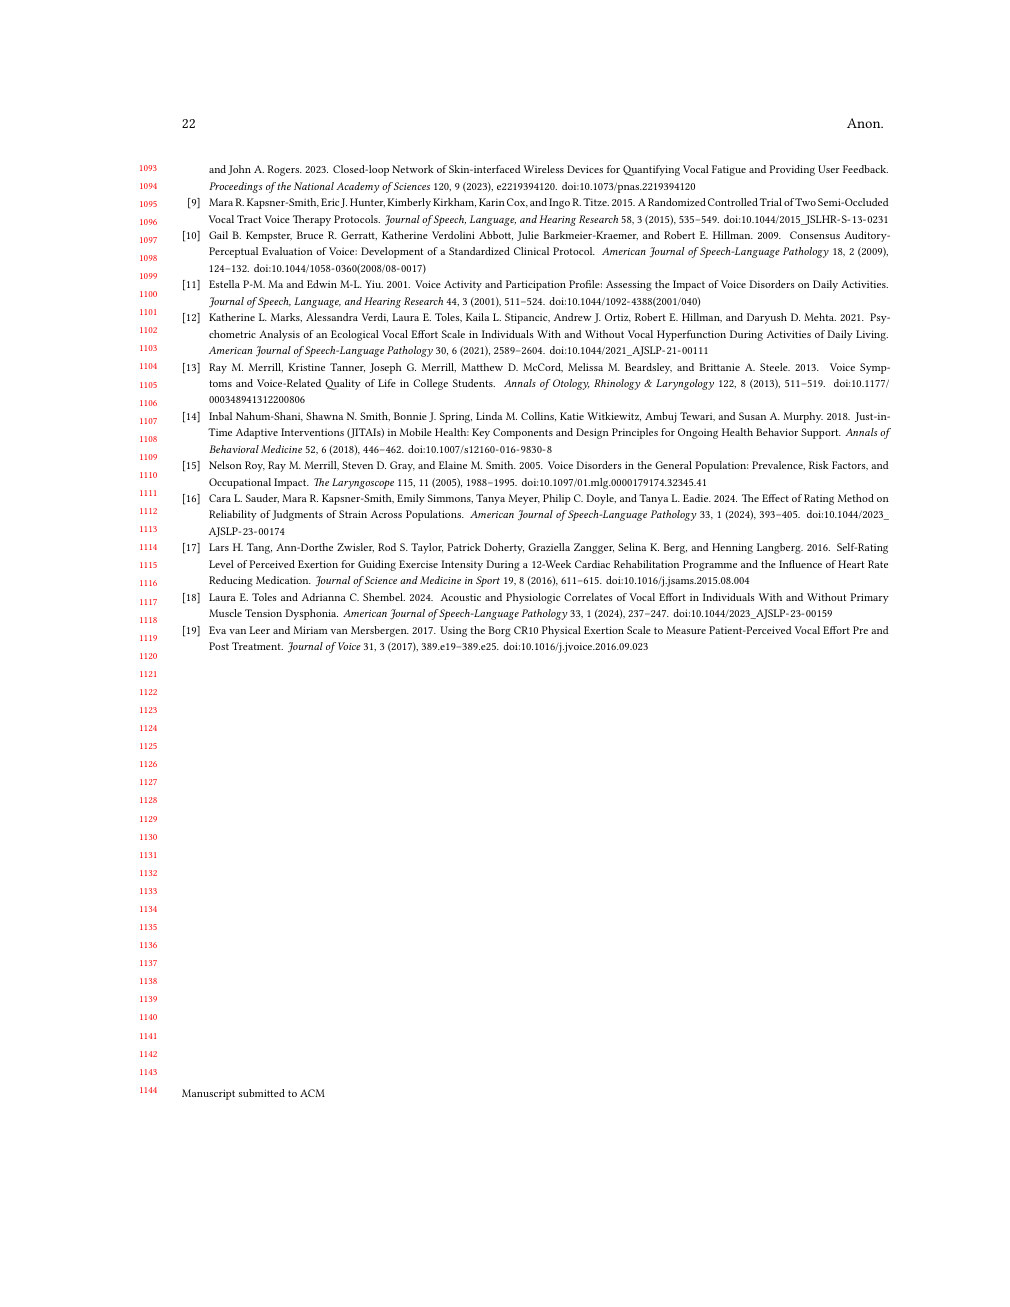 22
Anon.
1093 and John A. Rogers. 2023. Closed-loop Network of Skin-interfaced Wireless Devices for Quantifying Vocal Fatigue and Providing User Feedback.
1094 Proceedings of the National Academy of Sciences 120, 9 (2023), e2219394120. doi:10.1073/pnas.2219394120
1095 [9] Mara R. Kapsner-Smith, Eric J. Hunter, Kimberly Kirkham, Karin Cox, and Ingo R. Titze. 2015. A Randomized Controlled Trial of Two Semi-Occluded
1096 Vocal Tract Voice Therapy Protocols. Journal of Speech, Language, and Hearing Research 58, 3 (2015), 535–549. doi:10.1044/2015_JSLHR-S-13-0231
1097 [10] Gail B. Kempster, Bruce R. Gerratt, Katherine Verdolini Abbott, Julie Barkmeier-Kraemer, and Robert E. Hillman. 2009. Consensus Auditory-
1098 Perceptual Evaluation of Voice: Development of a Standardized Clinical Protocol. American Journal of Speech-Language Pathology 18, 2 (2009),
1099 124–132. doi:10.1044/1058-0360(2008/08-0017)
1100 [11] Estella P-M. Ma and Edwin M-L. Yiu. 2001. Voice Activity and Participation Profile: Assessing the Impact of Voice Disorders on Daily Activities.
1101 Journal of Speech, Language, and Hearing Research 44, 3 (2001), 511–524. doi:10.1044/1092-4388(2001/040)
1102 [12] Katherine L. Marks, Alessandra Verdi, Laura E. Toles, Kaila L. Stipancic, Andrew J. Ortiz, Robert E. Hillman, and Daryush D. Mehta. 2021. Psy-
1103 chometric Analysis of an Ecological Vocal Effort Scale in Individuals With and Without Vocal Hyperfunction During Activities of Daily Living.
American Journal of Speech-Language Pathology 30, 6 (2021), 2589–2604. doi:10.1044/2021_AJSLP-21-00111
1104 [13] Ray M. Merrill, Kristine Tanner, Joseph G. Merrill, Matthew D. McCord, Melissa M. Beardsley, and Brittanie A. Steele. 2013. Voice Symp-
1105 toms and Voice-Related Quality of Life in College Students. Annals of Otology, Rhinology & Laryngology 122, 8 (2013), 511–519. doi:10.1177/
1106 000348941312200806
1107 [14] Inbal Nahum-Shani, Shawna N. Smith, Bonnie J. Spring, Linda M. Collins, Katie Witkiewitz, Ambuj Tewari, and Susan A. Murphy. 2018. Just-in-
1108 Time Adaptive Interventions (JITAIs) in Mobile Health: Key Components and Design Principles for Ongoing Health Behavior Support. Annals of
1109 Behavioral Medicine 52, 6 (2018), 446–462. doi:10.1007/s12160-016-9830-8
1110 [15] Nelson Roy, Ray M. Merrill, Steven D. Gray, and Elaine M. Smith. 2005. Voice Disorders in the General Population: Prevalence, Risk Factors, and
1111 Occupational Impact. The Laryngoscope 115, 11 (2005), 1988–1995. doi:10.1097/01.mlg.0000179174.32345.41
[16] Cara L. Sauder, Mara R. Kapsner-Smith, Emily Simmons, Tanya Meyer, Philip C. Doyle, and Tanya L. Eadie. 2024. The Effect of Rating Method on
1112 Reliability of Judgments of Strain Across Populations. American Journal of Speech-Language Pathology 33, 1 (2024), 393–405. doi:10.1044/2023_
1113 AJSLP-23-00174
1114 [17] Lars H. Tang, Ann-Dorthe Zwisler, Rod S. Taylor, Patrick Doherty, Graziella Zangger, Selina K. Berg, and Henning Langberg. 2016. Self-Rating
1115 Level of Perceived Exertion for Guiding Exercise Intensity During a 12-Week Cardiac Rehabilitation Programme and the Influence of Heart Rate
1116 Reducing Medication. Journal of Science and Medicine in Sport 19, 8 (2016), 611–615. doi:10.1016/j.jsams.2015.08.004
1117 [18] Laura E. Toles and Adrianna C. Shembel. 2024. Acoustic and Physiologic Correlates of Vocal Effort in Individuals With and Without Primary
1118 Muscle Tension Dysphonia. American Journal of Speech-Language Pathology 33, 1 (2024), 237–247. doi:10.1044/2023_AJSLP-23-00159
1119 [19] Eva van Leer and Miriam van Mersbergen. 2017. Using the Borg CR10 Physical Exertion Scale to Measure Patient-Perceived Vocal Effort Pre and
1120 Post Treatment. Journal of Voice 31, 3 (2017), 389.e19–389.e25. doi:10.1016/j.jvoice.2016.09.023
1121
1122
1123
1124
1125
1126
1127
1128
1129
1130
1131
1132
1133
1134
1135
1136
1137
1138
1139
1140
1141
1142
1143
1144 Manuscript submitted to ACM